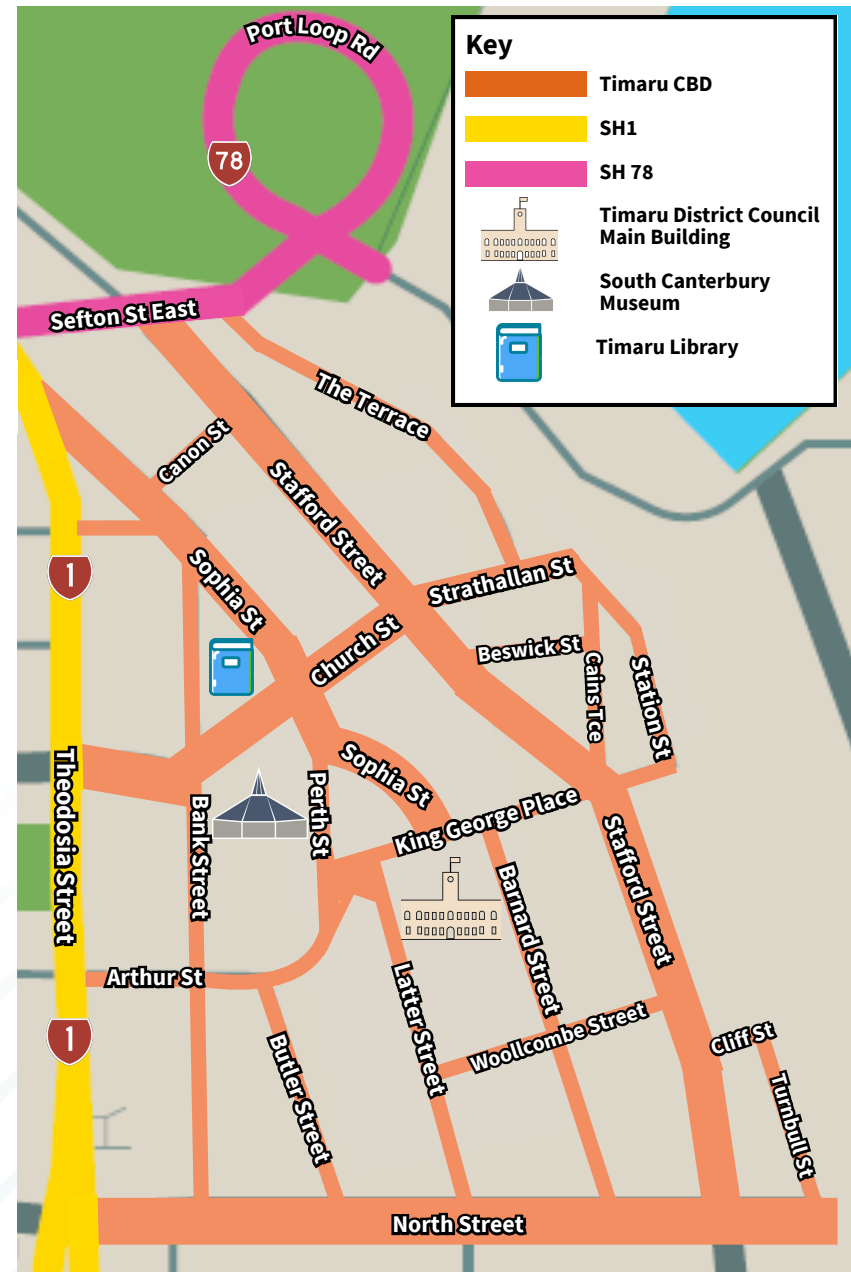 Port Loop Rd
78
Key
Timaru CBD
SH1
SH 78
Timaru District Council
Main Building
South Canterbury
Museum
Timaru Library
Sefton St East
The Terrace
Canon St
Stafford Street
Sophia St
1
Strathallan St
Church St
Beswick St
Cains Tce
Station St
Theodosia Street
Sophia St
Perth St
Bank Street
King George Place
Stafford Street
Barnard Street
Arthur St
Latter Street
Woollcombe Street
1
Cliff St
Butler Street
Turnbull St
North Street